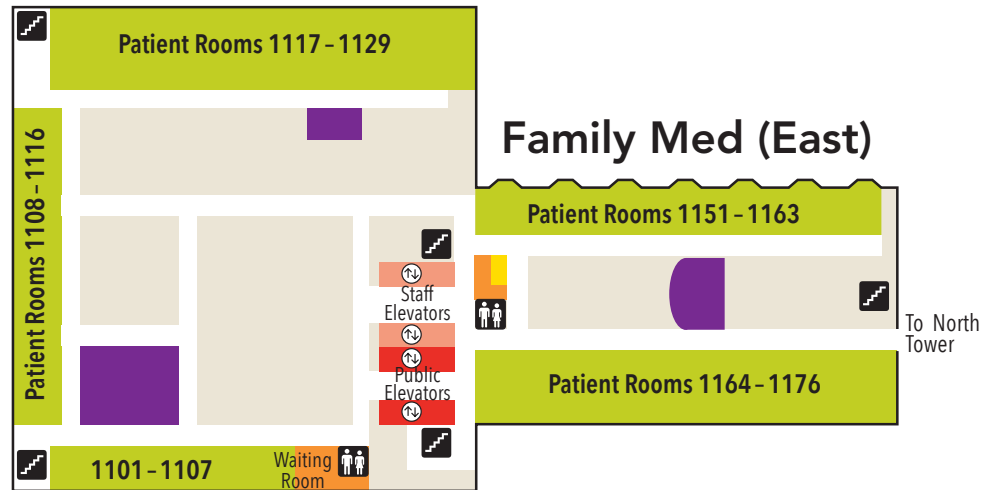 Patient Rooms 1117 – 1129
Family Med (East)
Patient Rooms 1108 – 1116
Patient Rooms 1151 – 1163
Staff
Elevators
To North
Tower
Public
Elevators
Patient Rooms 1164 – 1176
1101 – 1107
Waiting
Room